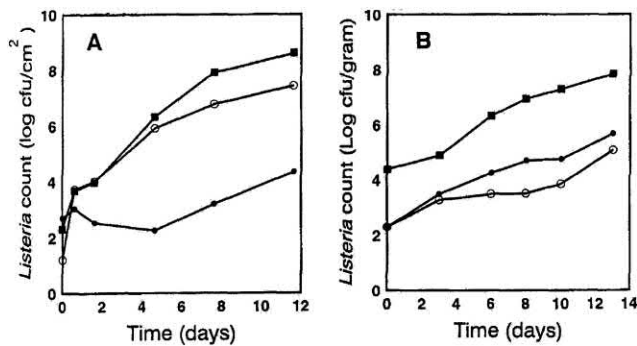 A
Listeria count (log cfu/cm²)
10
8
6
4
2
0
0 2 4 6 8 10 12
Time (days)
B
Listeria count (Log cfu/gram)
10
8
6
4
2
0
0 2 4 6 8 10 12 14
Time (days)